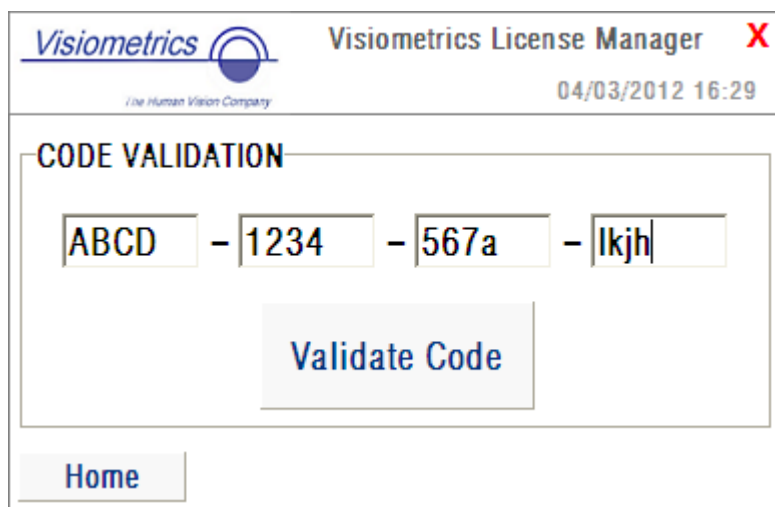 Visiometrics
The Human Vision Company
Visiometrics License Manager X
04/03/2012 16:29
CODE VALIDATION
ABCD - 1234 - 567a - lkjh
Validate Code
Home